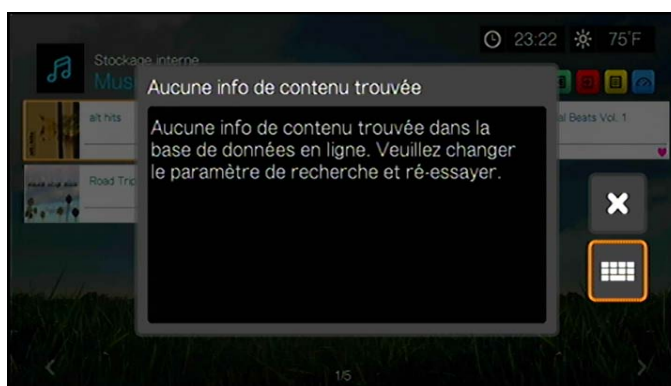 23:22 75°F
Stockage interne
Mus
Aucune info de contenu trouvée
alt hits
al Beats Vol. 1
Aucune info de contenu trouvée dans la
base de données en ligne. Veuillez changer
le paramètre de recherche et ré-essayer.
Road Trip
1/5